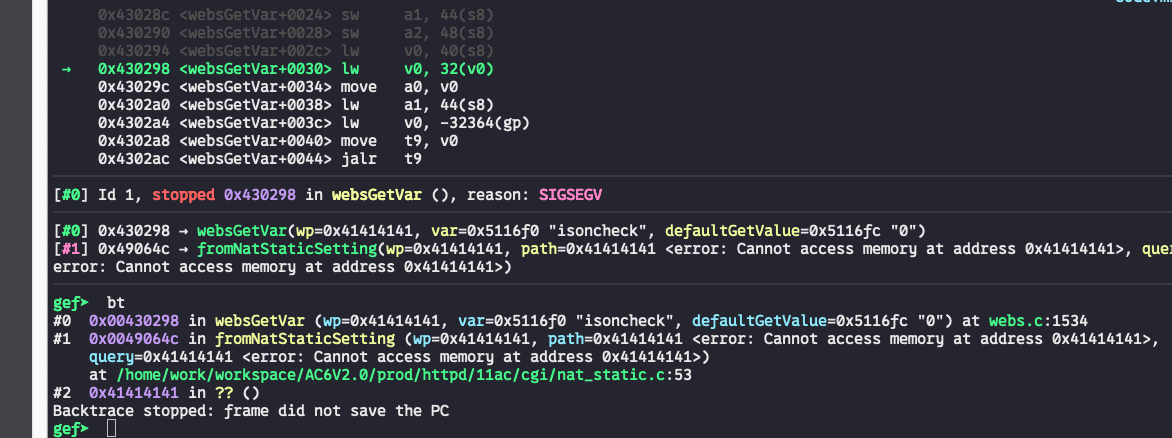 0x43028c <websGetVar+0024> sw     a1, 44(s8)
0x430290 <websGetVar+0028> sw     a2, 48(s8)
0x430294 <websGetVar+002c> lw     v0, 40(s8)
→   0x430298 <websGetVar+0030> lw     v0, 32(v0)
0x43029c <websGetVar+0034> move   a0, v0
0x4302a0 <websGetVar+0038> lw     a1, 44(s8)
0x4302a4 <websGetVar+003c> lw     v0, -32364(gp)
0x4302a8 <websGetVar+0040> move   t9, v0
0x4302ac <websGetVar+0044> jalr   t9
[#0] Id 1, stopped 0x430298 in websGetVar (), reason: SIGSEGV
[#0] 0x430298 → websGetVar(wp=0x41414141, var=0x5116f0 "isoncheck", defaultGetValue=0x5116fc "0")
[#1] 0x49064c → fromNatStaticSetting(wp=0x41414141, path=0x41414141 <error: Cannot access memory at address 0x41414141>, que
error: Cannot access memory at address 0x41414141>)
gef➤  bt
#0  0x00430298 in websGetVar (wp=0x41414141, var=0x5116f0 "isoncheck", defaultGetValue=0x5116fc "0") at webs.c:1534
#1  0x0049064c in fromNatStaticSetting (wp=0x41414141, path=0x41414141 <error: Cannot access memory at address 0x41414141>,
query=0x41414141 <error: Cannot access memory at address 0x41414141>)
at /home/work/workspace/AC6V2.0/prod/httpd/11ac/cgi/nat_static.c:53
#2  0x41414141 in ?? ()
Backtrace stopped: frame did not save the PC
gef➤